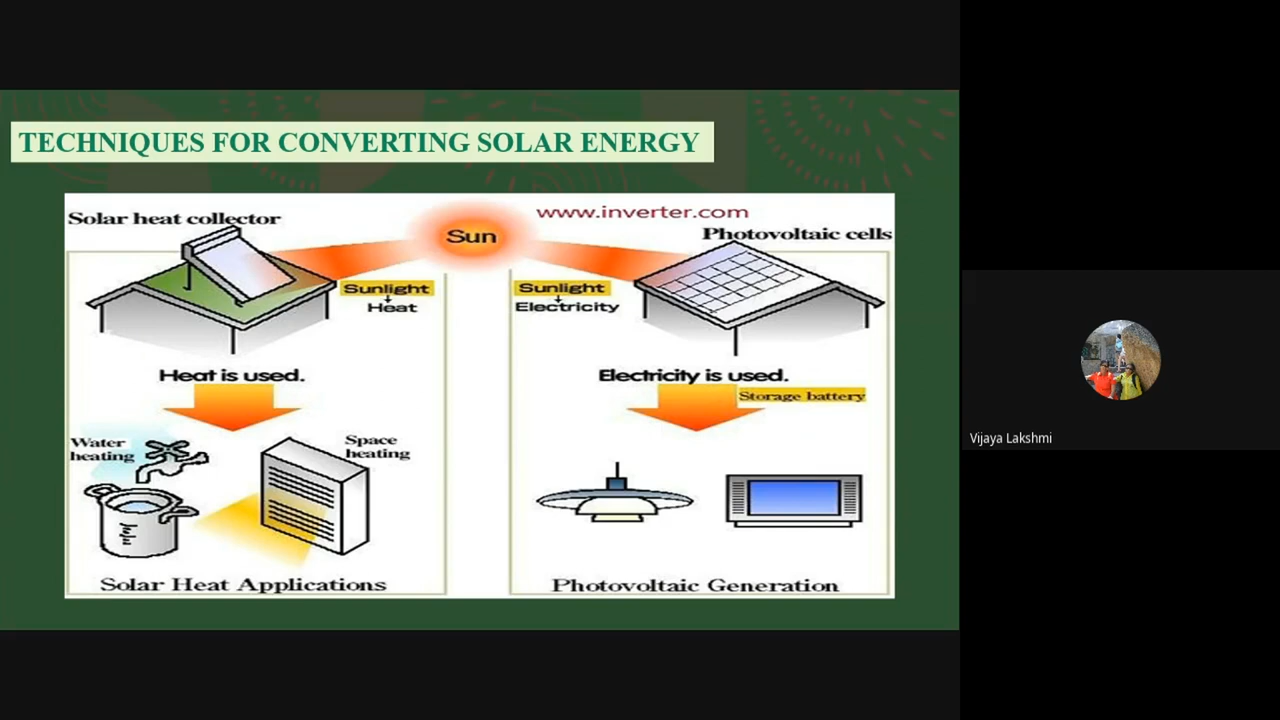 TECHNIQUES FOR CONVERTING SOLAR ENERGY
Solar heat collector
Sun
www.inverter.com
Photovoltaic cells
Sunlight
Heat
Sunlight
Electricity
Heat is used.
Electricity is used.
Storage battery
Water
heating
Space
heating
Solar Heat Applications
Photovoltaic Generation
Vijaya Lakshmi